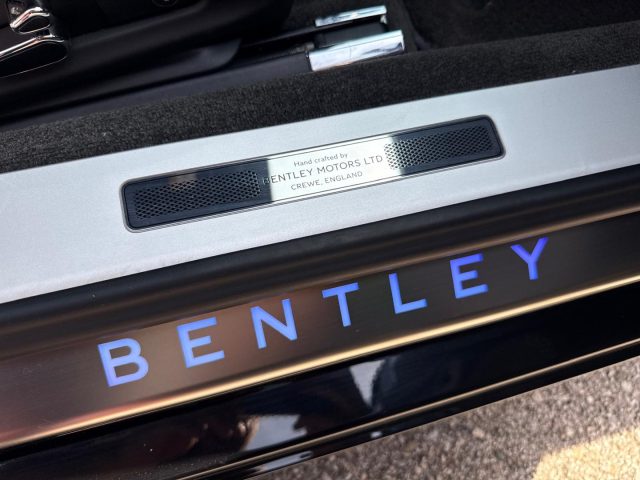 Hand crafted by
BENTLEY MOTORS LTD
CREWE, ENGLAND
BENTLEY